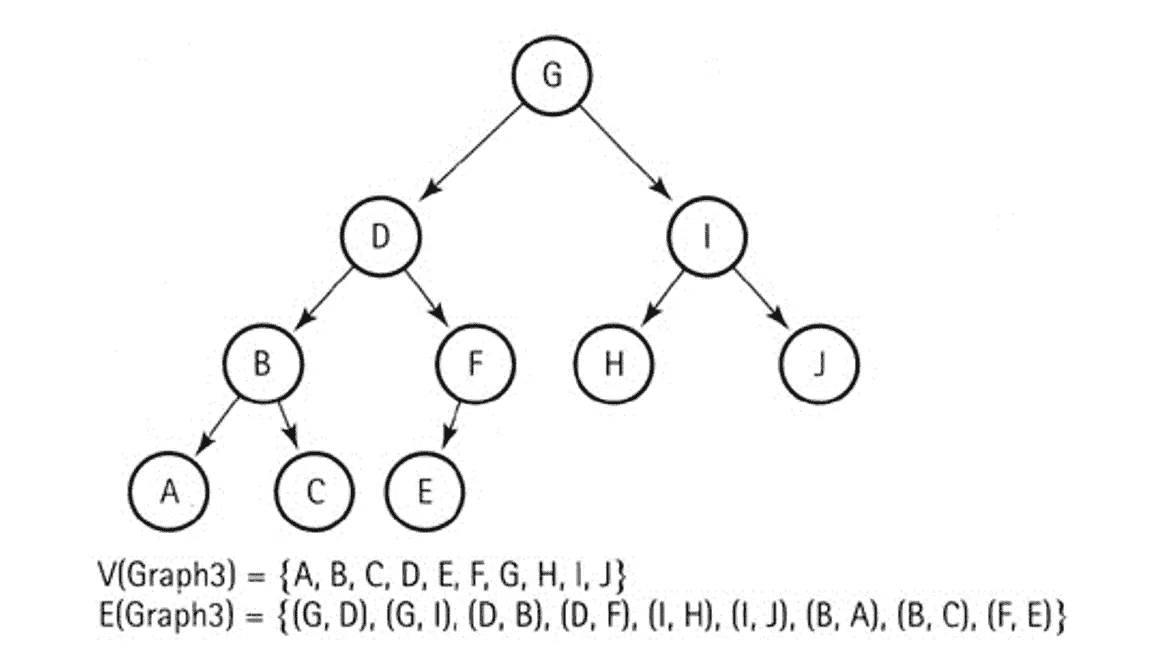 G
D
I
B
F
H
J
A
C
E
V(Graph3) = {A, B, C, D, E, F, G, H, I, J}
E(Graph3) = {(G, D), (G, I), (D, B), (D, F), (I, H), (I, J), (B, A), (B, C), (F, E)}